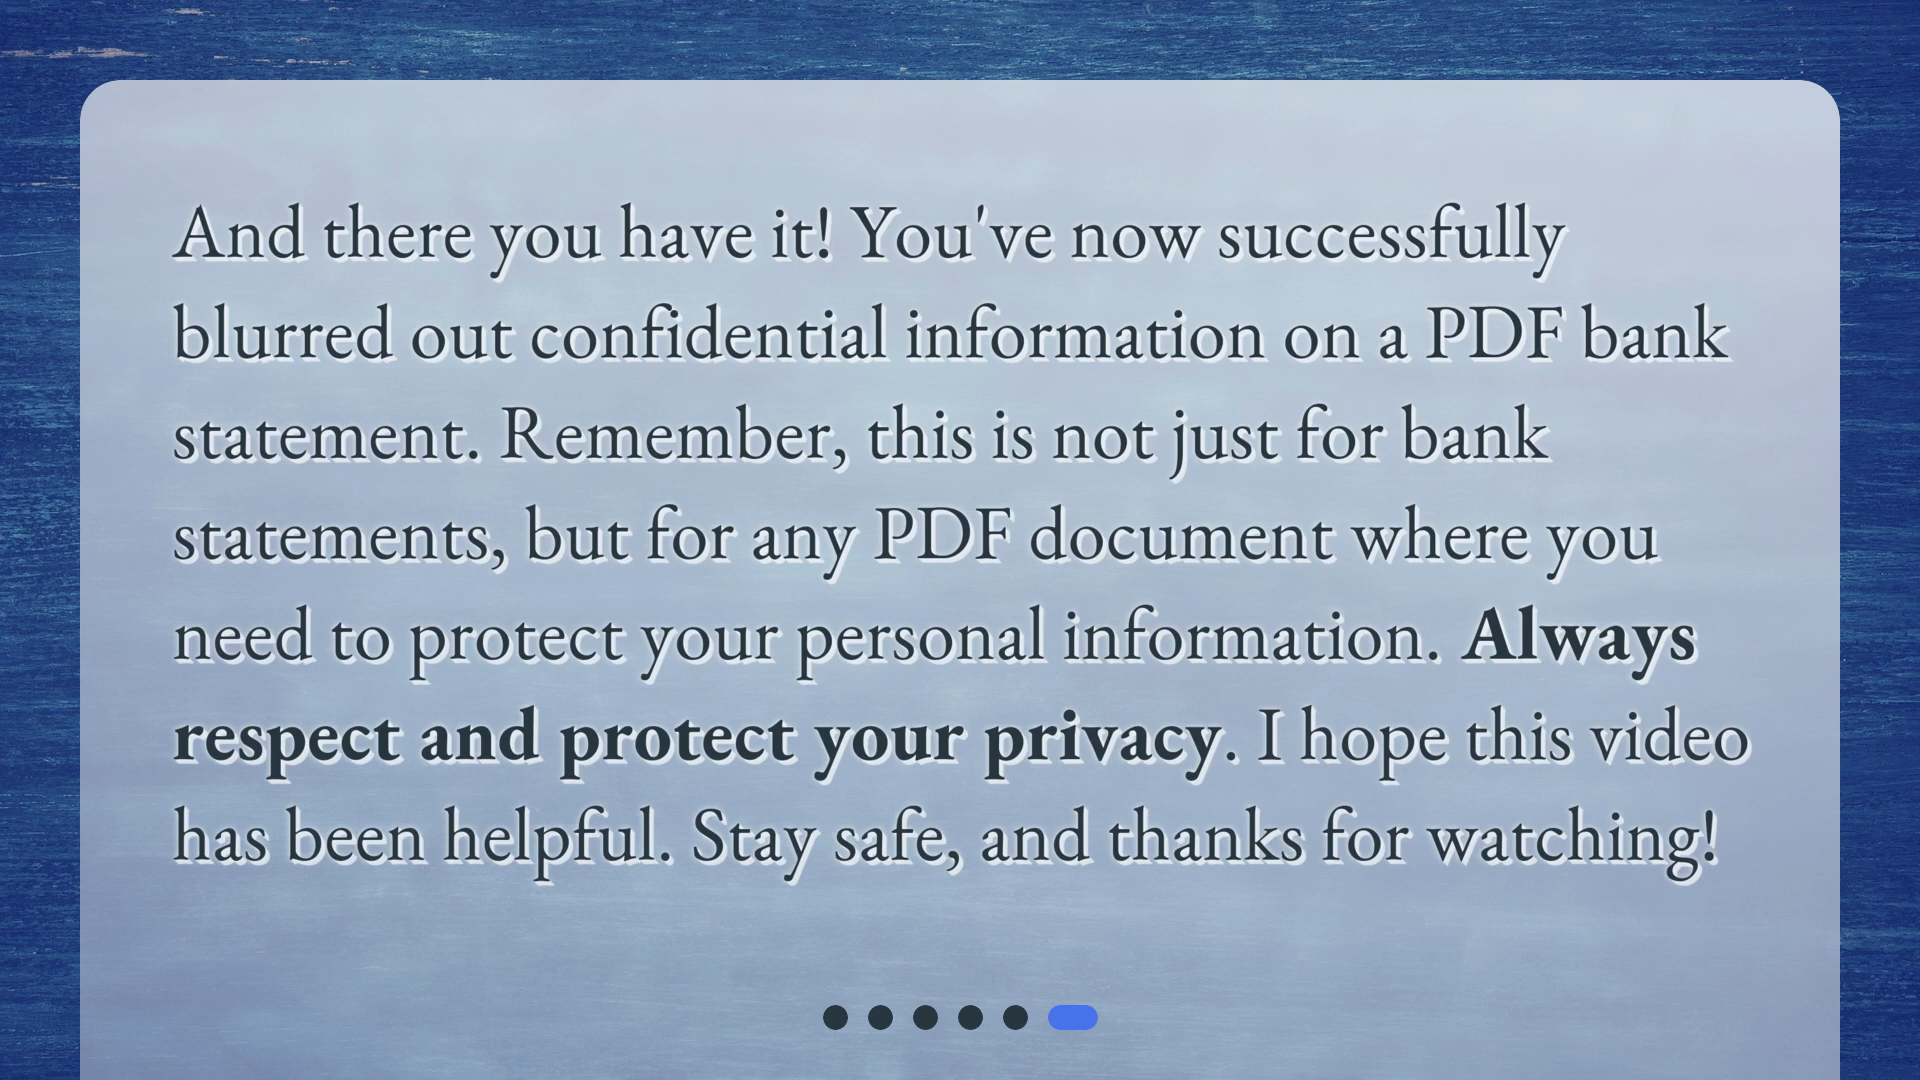 And there you have it! You've now successfully
blurred out confidential information on a PDF bank
statement. Remember, this is not just for bank
statements, but for any PDF document where you
need to protect your personal information. Always
respect and protect your privacy. I hope this video
has been helpful. Stay safe, and thanks for watching!